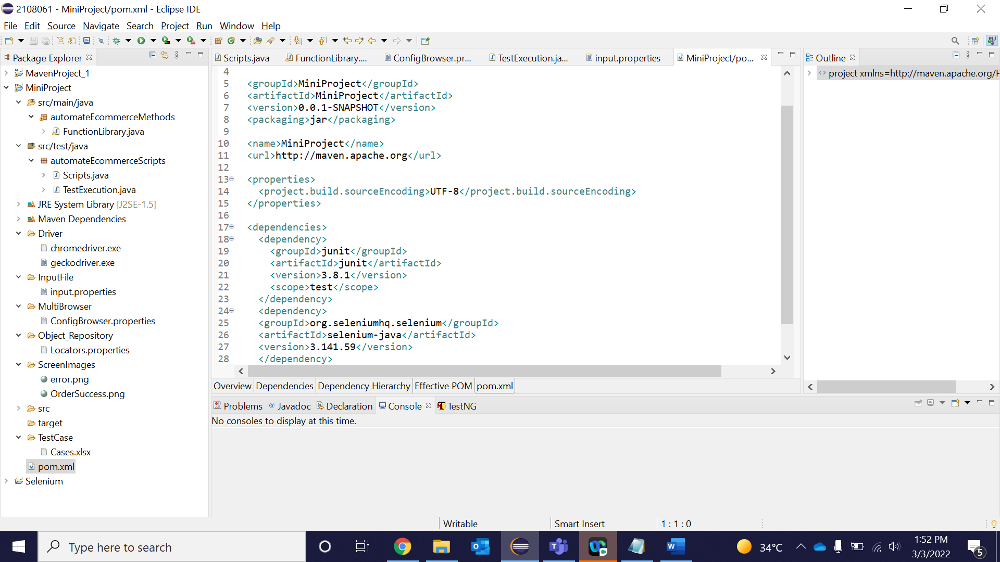 2108061 - MiniProject/pom.xml - Eclipse IDE
File Edit Source Navigate Search Project Run Window Help
Package Explorer
MavenProject_1
MiniProject
src/main/java
automateEcommerceMethods
FunctionLibrary.java
src/test/java
automateEcommerceScripts
Scripts.java
TestExecution.java
JRE System Library [J2SE-1.5]
Maven Dependencies
Driver
chromedriver.exe
geckodriver.exe
InputFile
input.properties
MultiBrowser
ConfigBrowser.properties
Object_Repository
Locators.properties
ScreenImages
error.png
OrderSuccess.png
src
target
TestCase
Cases.xlsx
pom.xml
Selenium
Scripts.java FunctionLibrary.... ConfigBrowser.pr... TestExecution.ja... input.properties MiniProject/po...
4
5 <groupId>MiniProject</groupId>
6 <artifactId>MiniProject</artifactId>
7 <version>0.0.1-SNAPSHOT</version>
8 <packaging>jar</packaging>
9
10 <name>MiniProject</name>
11 <url>http://maven.apache.org</url>
12
13 <properties>
14 <project.build.sourceEncoding>UTF-8</project.build.sourceEncoding>
15 </properties>
16
17 <dependencies>
18 <dependency>
19 <groupId>junit</groupId>
20 <artifactId>junit</artifactId>
21 <version>3.8.1</version>
22 <scope>test</scope>
23 </dependency>
24 <dependency>
25 <groupId>org.seleniumhq.selenium</groupId>
26 <artifactId>selenium-java</artifactId>
27 <version>3.141.59</version>
28 </dependency>
Overview Dependencies Dependency Hierarchy Effective POM pom.xml
Outline
project xmlns=http://maven.apache.org/
Problems Javadoc Declaration Console TestNG
No consoles to display at this time.
Writable Smart Insert 1 : 1 : 0
Type here to search
34°C
1:52 PM
3/3/2022
5